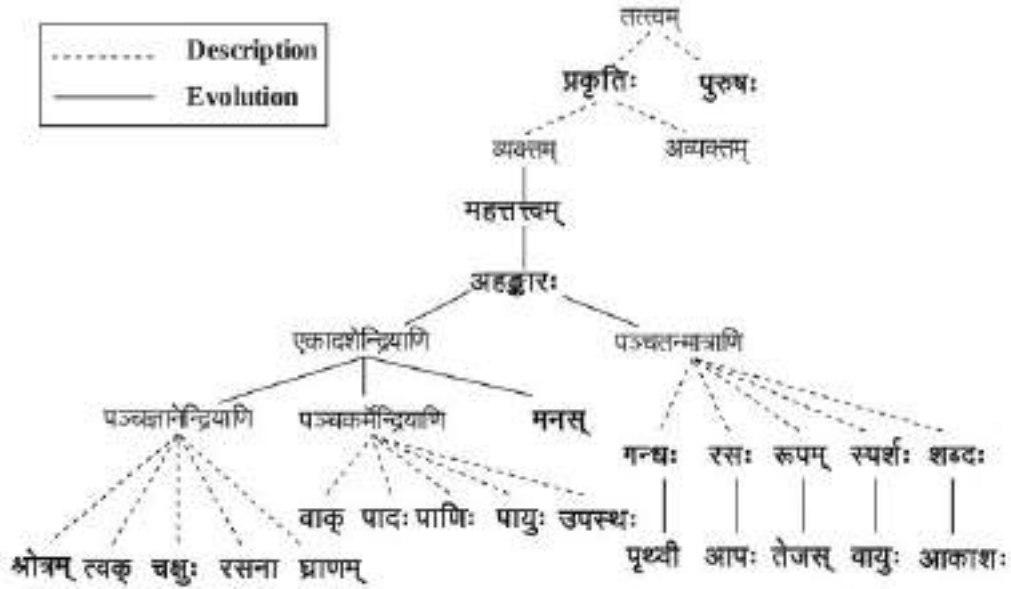 Description
Evolution
तत्त्वम्
प्रकृतिः पुरुषः
व्यक्तम् अव्यक्तम्
महत्तत्त्वम्
अहङ्कारः
एकादशेन्द्रियाणि पञ्चतन्मात्राणि
पञ्चज्ञानेन्द्रियाणि पञ्चकर्मेन्द्रियाणि मनस्
गन्धः रसः रूपम् स्पर्शः शब्दः
वाक् पादः पाणिः पायुः उपस्थः
पृथ्वी आपः तेजस् वायुः आकाशः
श्रोत्रम् त्वक् चक्षुः रसना घ्राणम्